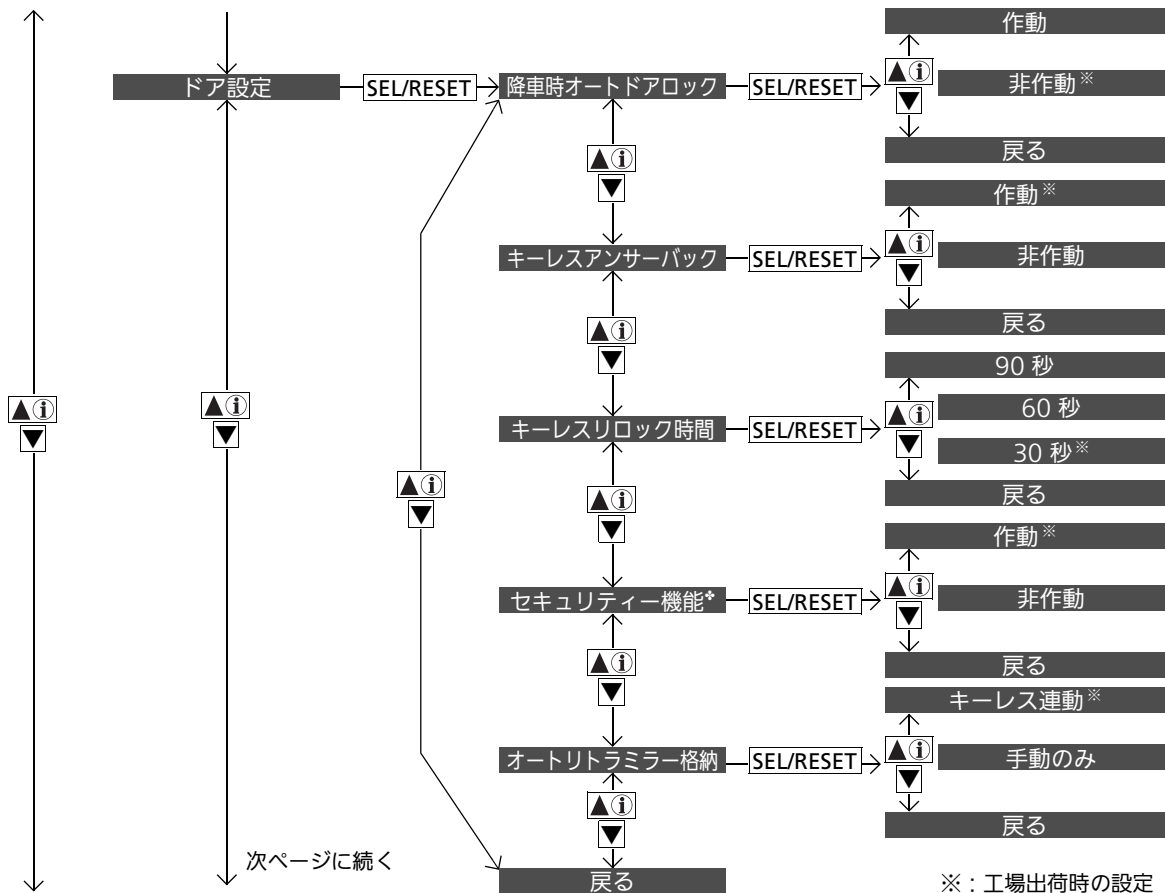 作動
ドア設定
SEL/RESET
降車時オートドアロック
SEL/RESET
▲ⓘ
▼
非作動※
戻る
▲ⓘ
▼
作動※
キーレスアンサーバック
SEL/RESET
▲ⓘ
▼
非作動
戻る
▲ⓘ
▼
90 秒
▲ⓘ
▼
▲ⓘ
▼
キーレスリロック時間
SEL/RESET
▲ⓘ
▼
60 秒
30 秒※
戻る
▲ⓘ
▼
▲ⓘ
▼
作動※
セキュリティー機能✤
SEL/RESET
▲ⓘ
▼
非作動
戻る
▲ⓘ
▼
キーレス連動※
オートリトラミラー格納
SEL/RESET
▲ⓘ
▼
手動のみ
戻る
▲ⓘ
▼
次ページに続く
戻る
※：工場出荷時の設定